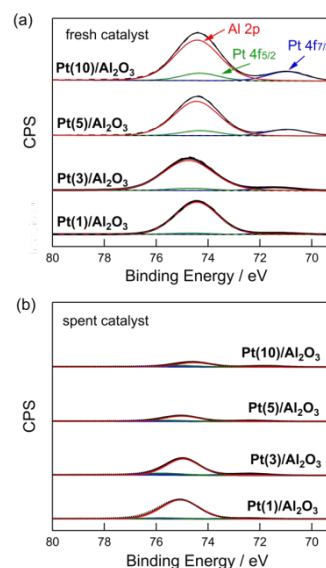 (a)
fresh catalyst
Al 2p
Pt 4f5/2
Pt 4f7/
Pt(10)/Al2O3
Pt(5)/Al2O3
Pt(3)/Al2O3
Pt(1)/Al2O3
CPS
80 78 76 74 72 70
Binding Energy / eV
(b)
spent catalyst
Pt(10)/Al2O3
Pt(5)/Al2O3
Pt(3)/Al2O3
Pt(1)/Al2O3
CPS
80 78 76 74 72 70
Binding Energy / eV